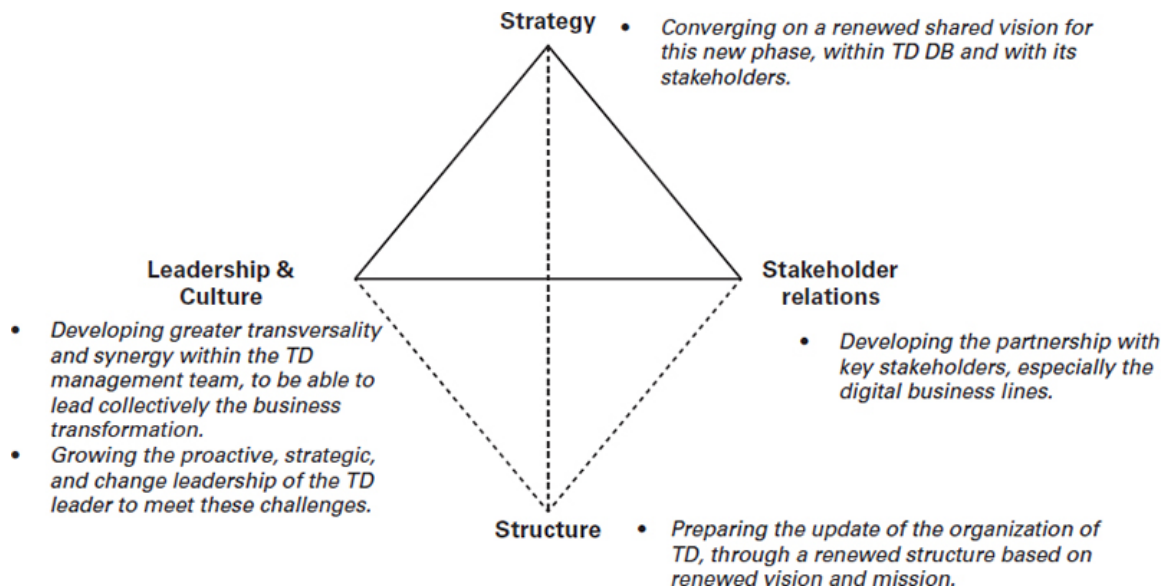 Strategy
• Converging on a renewed shared vision for
this new phase, within TD DB and with its
stakeholders.
Leadership &
Culture
• Developing greater transversality
and synergy within the TD
management team, to be able to
lead collectively the business
transformation.
• Growing the proactive, strategic,
and change leadership of the TD
leader to meet these challenges.
Stakeholder
relations
• Developing the partnership with
key stakeholders, especially the
digital business lines.
Structure
• Preparing the update of the organization of
TD, through a renewed structure based on
renewed vision and mission.